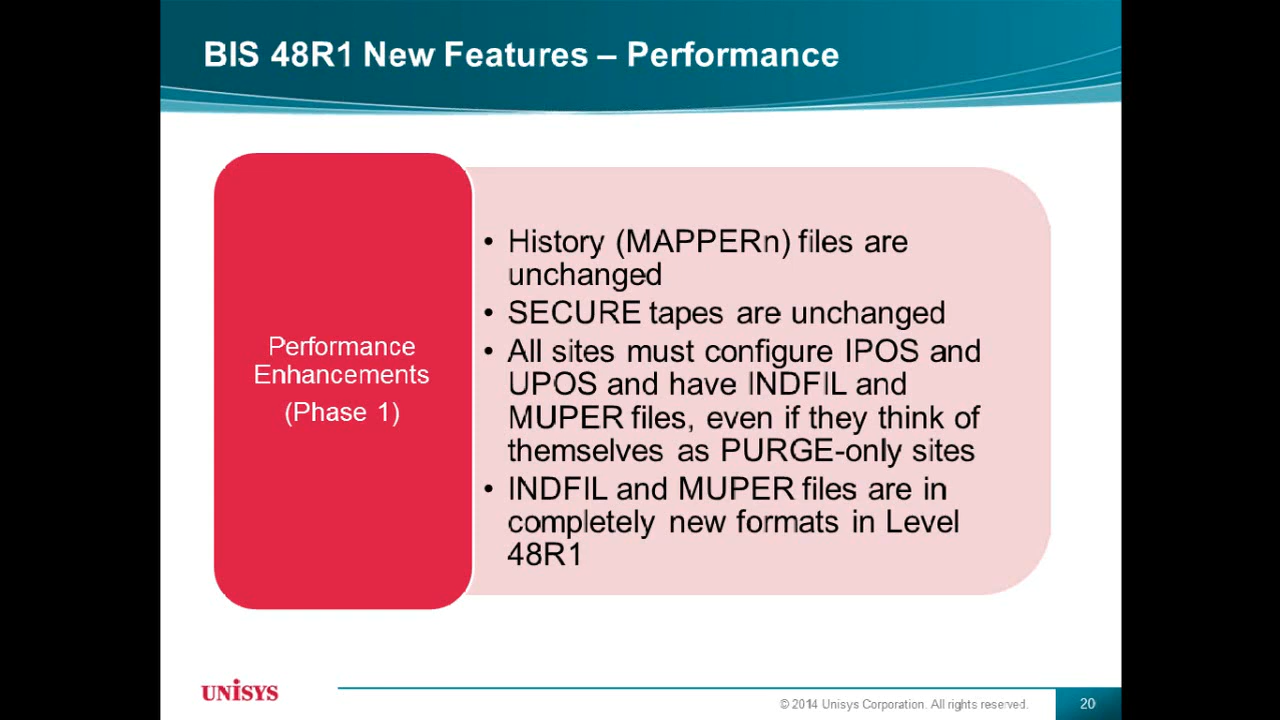 BIS 48R1 New Features – Performance
Performance
Enhancements
(Phase 1)
• History (MAPPERn) files are
unchanged
• SECURE tapes are unchanged
• All sites must configure IPOS and
UPOS and have INDFIL and
MUPER files, even if they think of
themselves as PURGE-only sites
• INDFIL and MUPER files are in
completely new formats in Level
48R1
UNISYS
© 2014 Unisys Corporation. All rights reserved.
20